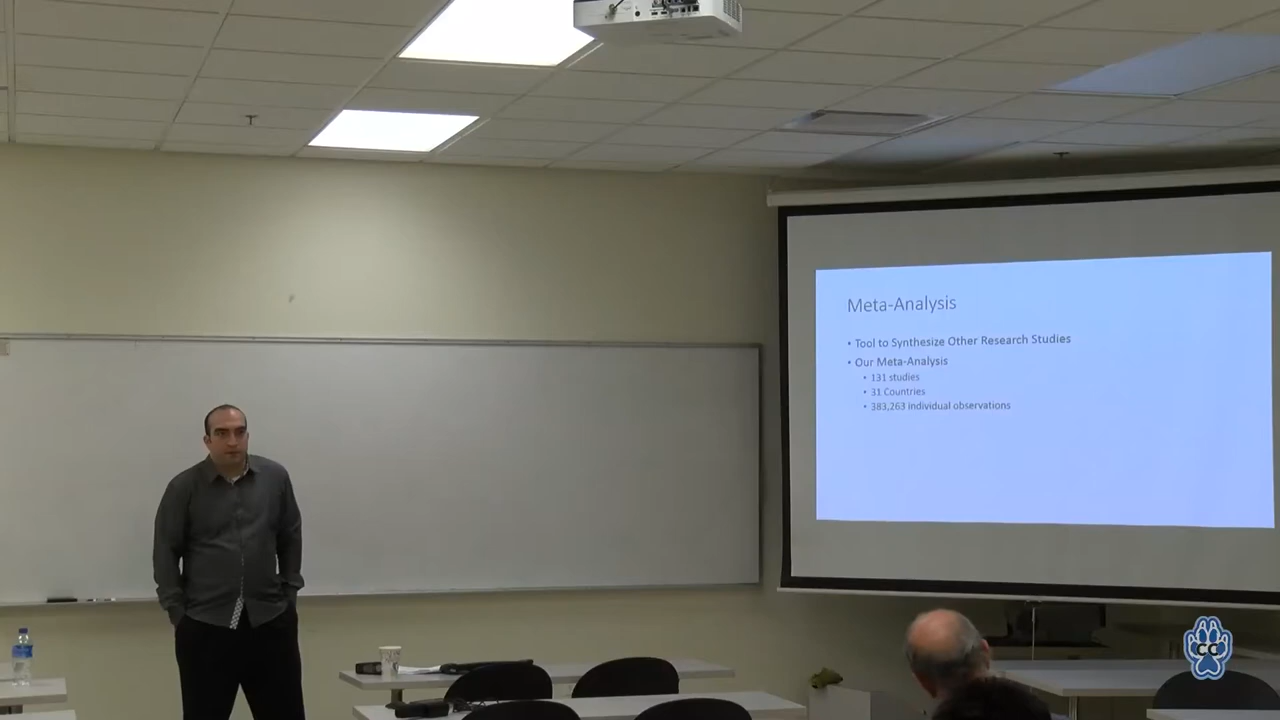 Meta-Analysis
• Tool to Synthesize Other Research Studies
• Our Meta-Analysis
• 131 studies
• 31 Countries
• 383,263 individual observations
CC